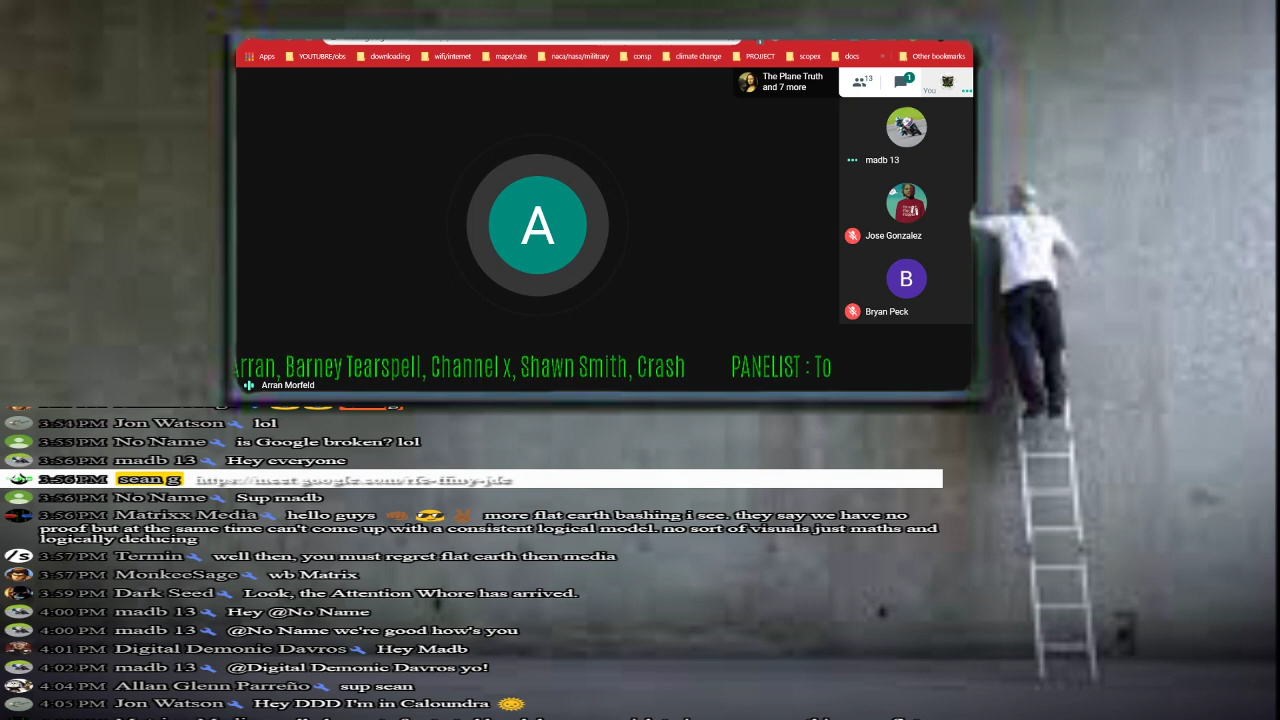 Apps YOUTUBRE/obs downloading wifi/internet maps/sate naca/nasa/militrary consp climate change PROJECT scopex docs Other bookmarks
The Plane Truth
and 7 more
13
1
You
madb 13
Jose Gonzalez
B
Bryan Peck
A
Arran, Barney Tearspell, Channel x, Shawn Smith, Crash PANELIST : To
Arran Morfeld
3:54 PM Jon Watson lol
3:55 PM No Name is Google broken? lol
3:56 PM madb 13 Hey everyone
3:56 PM sean g
3:56 PM No Name Sup madb
3:56 PM Matrixx Media hello guys more flat earth bashing i see. they say we have no
proof but at the same time can't come up with a consistent logical model. no sort of visuals just maths and
logically deducing
3:57 PM Termin well then, you must regret flat earth then media
3:57 PM MonkeeSage wb Matrix
3:59 PM Dark Seed Look, the Attention Whore has arrived.
4:00 PM madb 13 Hey @No Name
4:00 PM madb 13 @No Name we're good how's you
4:01 PM Digital Demonic Davros Hey Madb
4:02 PM madb 13 @Digital Demonic Davros yo!
4:04 PM Allan Glenn Parreño sup sean
4:05 PM Jon Watson Hey DDD I'm in Caloundra